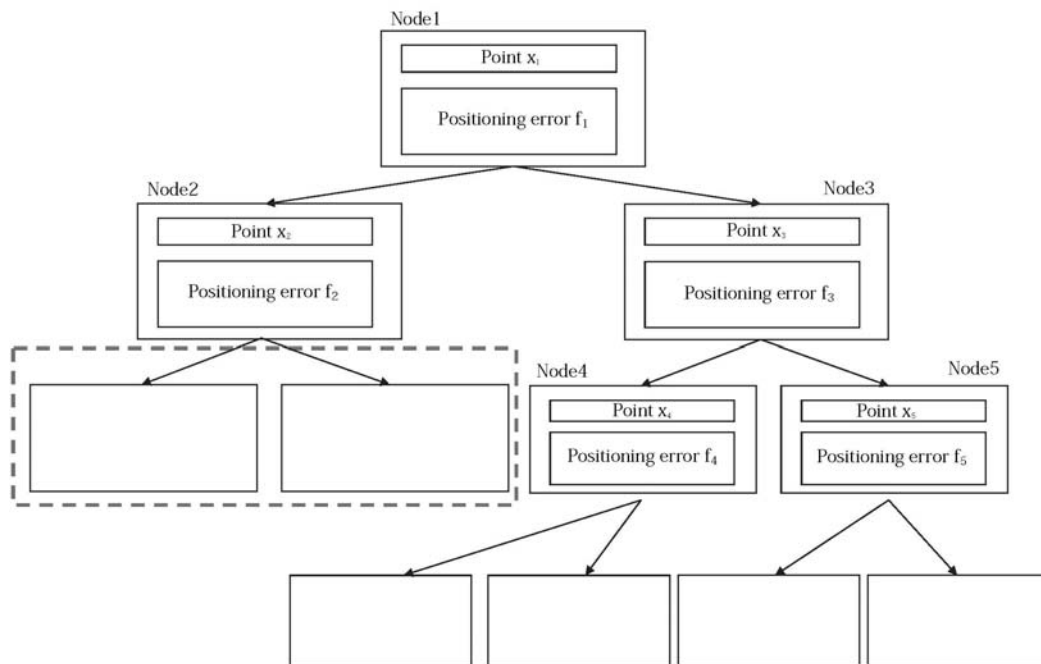 Node1
Point x₁
Positioning error f₁
Node2
Point x₂
Positioning error f₂
Node3
Point x₃
Positioning error f₃
Node4
Point x₄
Positioning error f₄
Node5
Point x₅
Positioning error f₅